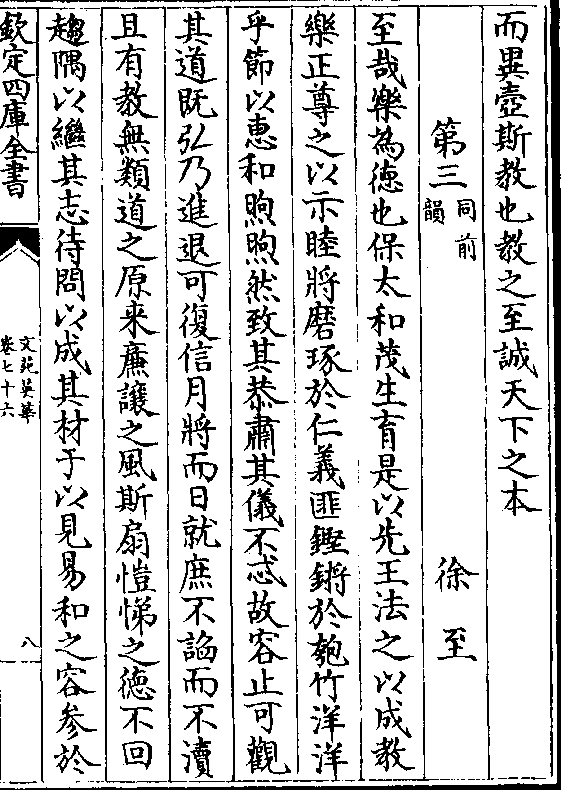 而異壺斯教也教之至誠天下之本
第三同前韻　徐至
至哉樂為德也保太和茂生育是以先王法之以成教
樂正尊之以示睦將磨琢於仁義匪鏗鏘於匏竹洋洋
乎節以惠和煦煦然致其恭肅其儀不忒故容止可觀
其道既弘乃進退可復信月將而日就庶不諂而不瀆
且有教無類道之原来廉讓之風斯扇愷悌之德不回
趨隅以繼其志待問以成其材于以見易和之容参於
欽定四庫全書
文苑英華
卷七十六
八